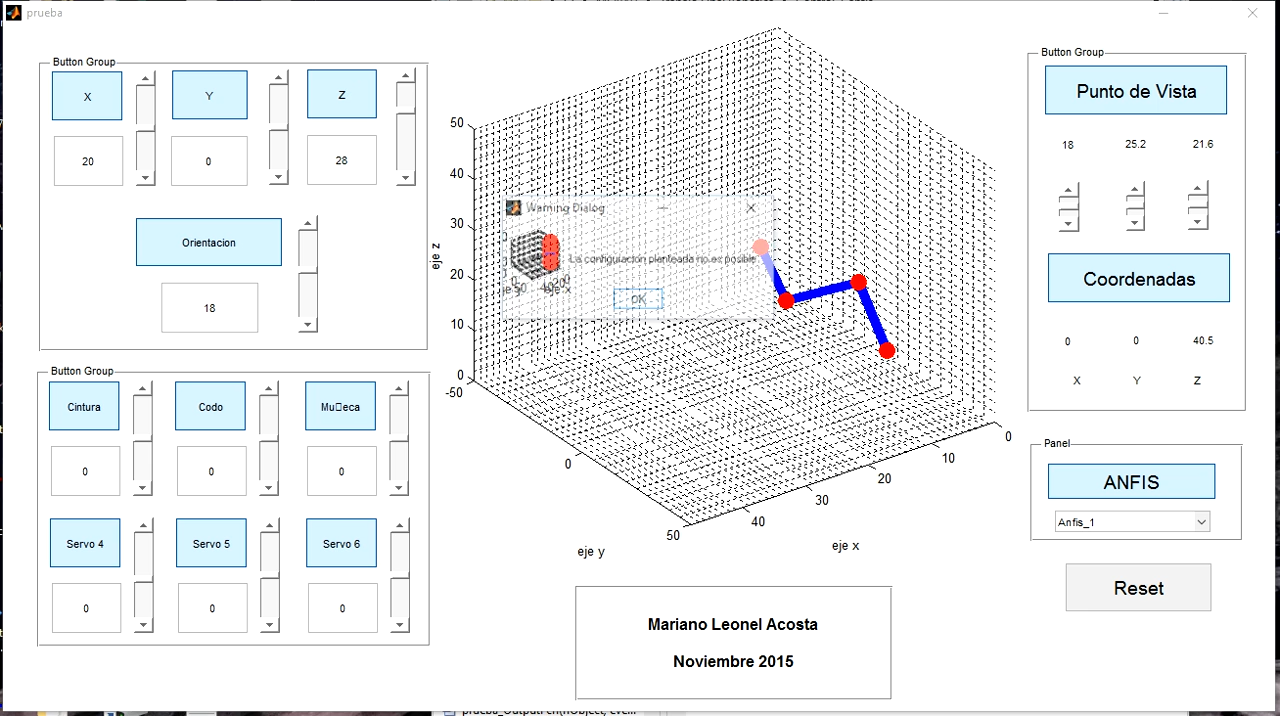 prueba
Button Group
X
Y
Z
20
0
28
Orientacion
18
Button Group
Cintura
Codo
Mu▯eca
0
0
0
Servo 4
Servo 5
Servo 6
0
0
0
50
40
30
20
10
0
-50
eje z
0
50
eje y
40
30
20
10
0
eje x
Warning Dialog
La configuración planteada no es posible
OK
Mariano Leonel Acosta
Noviembre 2015
Button Group
Punto de Vista
18
25.2
21.6
Coordenadas
0
0
40.5
X
Y
Z
Panel
ANFIS
Anfis_1
Reset